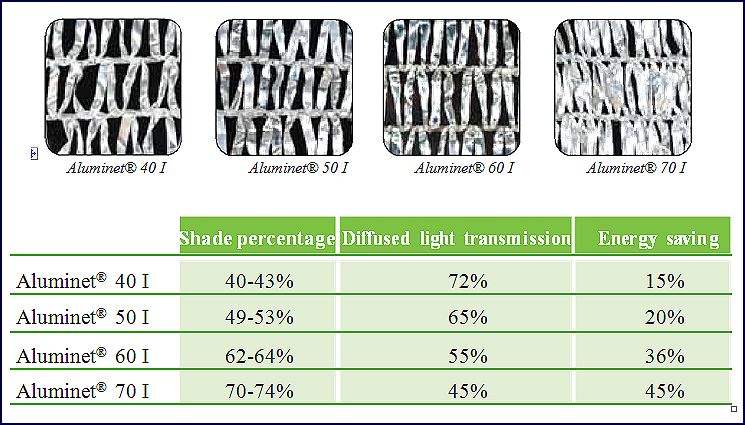 Aluminet® 40 I
Aluminet® 50 I
Aluminet® 60 I
Aluminet® 70 I
Shade percentage Diffused light transmission Energy saving
Aluminet® 40 I 40-43% 72% 15%
Aluminet® 50 I 49-53% 65% 20%
Aluminet® 60 I 62-64% 55% 36%
Aluminet® 70 I 70-74% 45% 45%